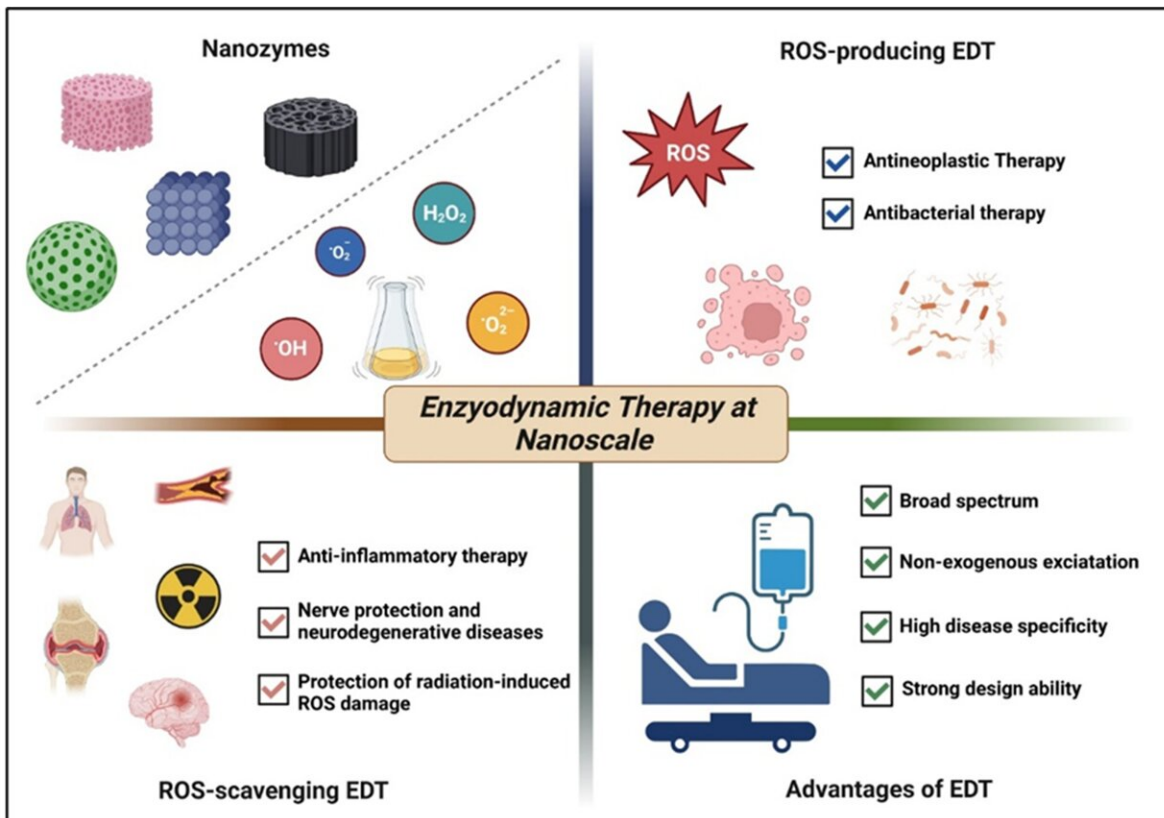 Nanozymes
H₂O₂
·O₂⁻
·O₂²⁻
·OH
ROS-producing EDT
ROS
Antineoplastic Therapy
Antibacterial therapy
Enzyodynamic Therapy at
Nanoscale
Anti-inflammatory therapy
Nerve protection and
neurodegenerative diseases
Protection of radiation-induced
ROS damage
ROS-scavenging EDT
Broad spectrum
Non-exogenous exciatation
High disease specificity
Strong design ability
Advantages of EDT